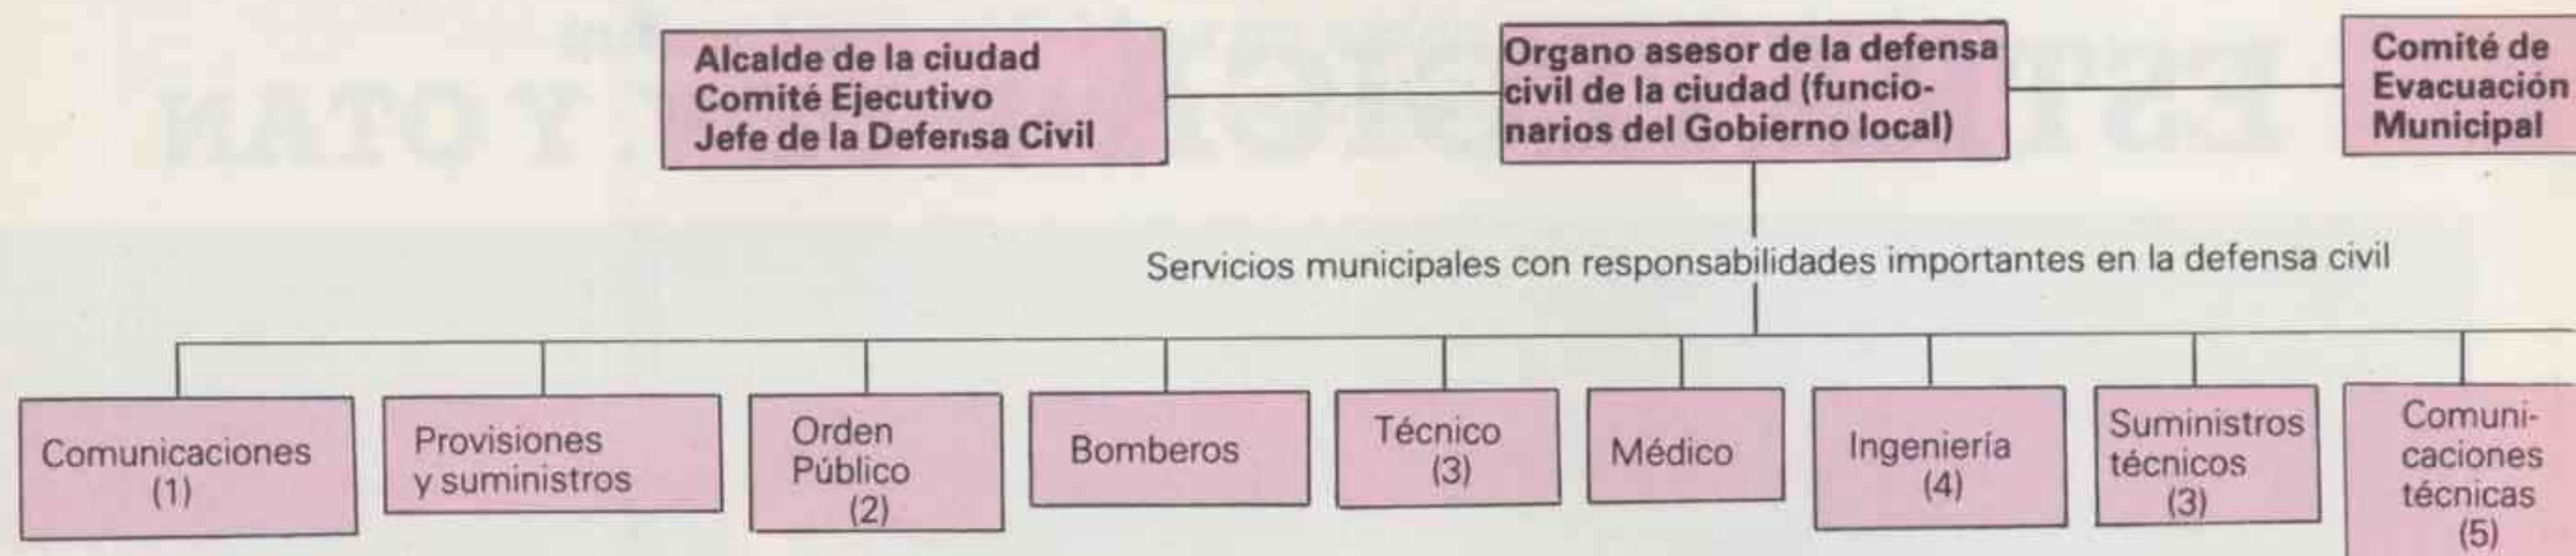 Alcalde de la ciudad
Comité Ejecutivo
Jefe de la Defensa Civil
Organo asesor de la defensa
civil de la ciudad (funcio-
narios del Gobierno local)
Comité de
Evacuación
Municipal
Servicios municipales con responsabilidades importantes en la defensa civil
Comunicaciones
(1)
Provisiones
y suministros
Orden
Público
(2)
Bomberos
Técnico
(3)
Médico
Ingeniería
(4)
Suministros
técnicos
(3)
Comuni-
caciones
técnicas
(5)